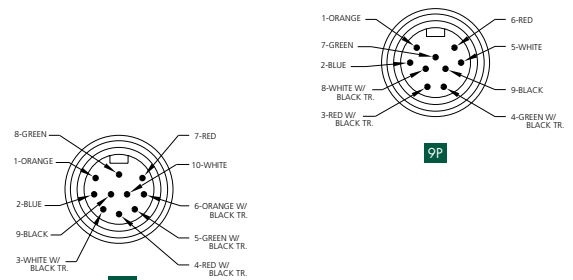 1-ORANGE
6-RED
7-GREEN
5-WHITE
2-BLUE
8-WHITE W/
BLACK TR.
9-BLACK
3-RED W/
BLACK TR.
4-GREEN W/
BLACK TR.
9P
8-GREEN
7-RED
1-ORANGE
10-WHITE
2-BLUE
6-ORANGE W/
BLACK TR.
9-BLACK
5-GREEN W/
BLACK TR.
3-WHITE W/
BLACK TR.
4-RED W/
BLACK TR.